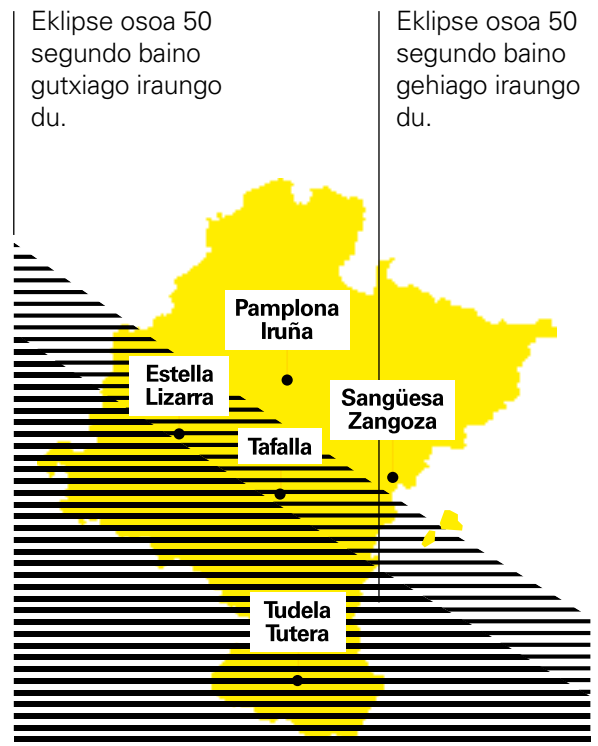 Eklipse osoa 50
segundo baino
gutxiago iraungo
du.
Eklipse osoa 50
segundo baino
gehiago iraungo
du.
Pamplona
Iruña
Estella
Lizarra
Sangüesa
Zangoza
Tafalla
Tudela
Tutera